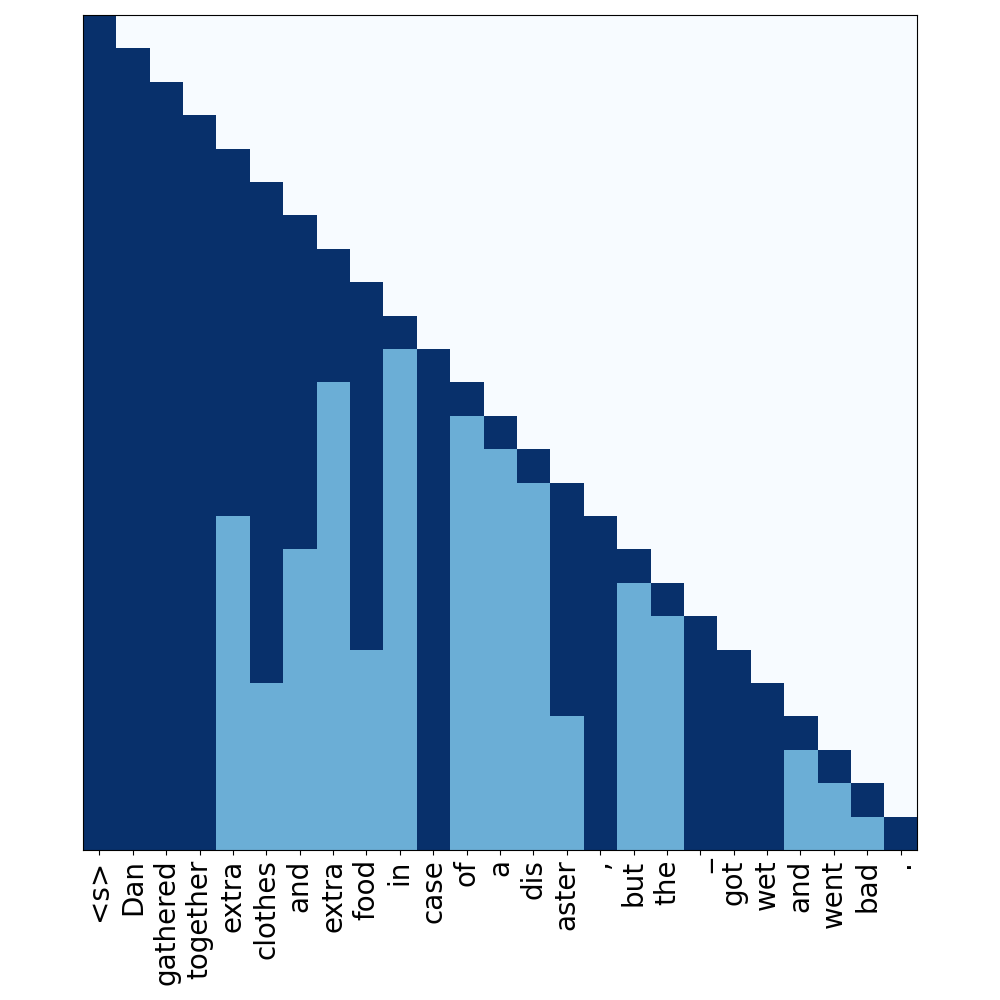 <s> Dan gathered together extra clothes and extra food in case of a dis aster , but the _ got wet and went bad .